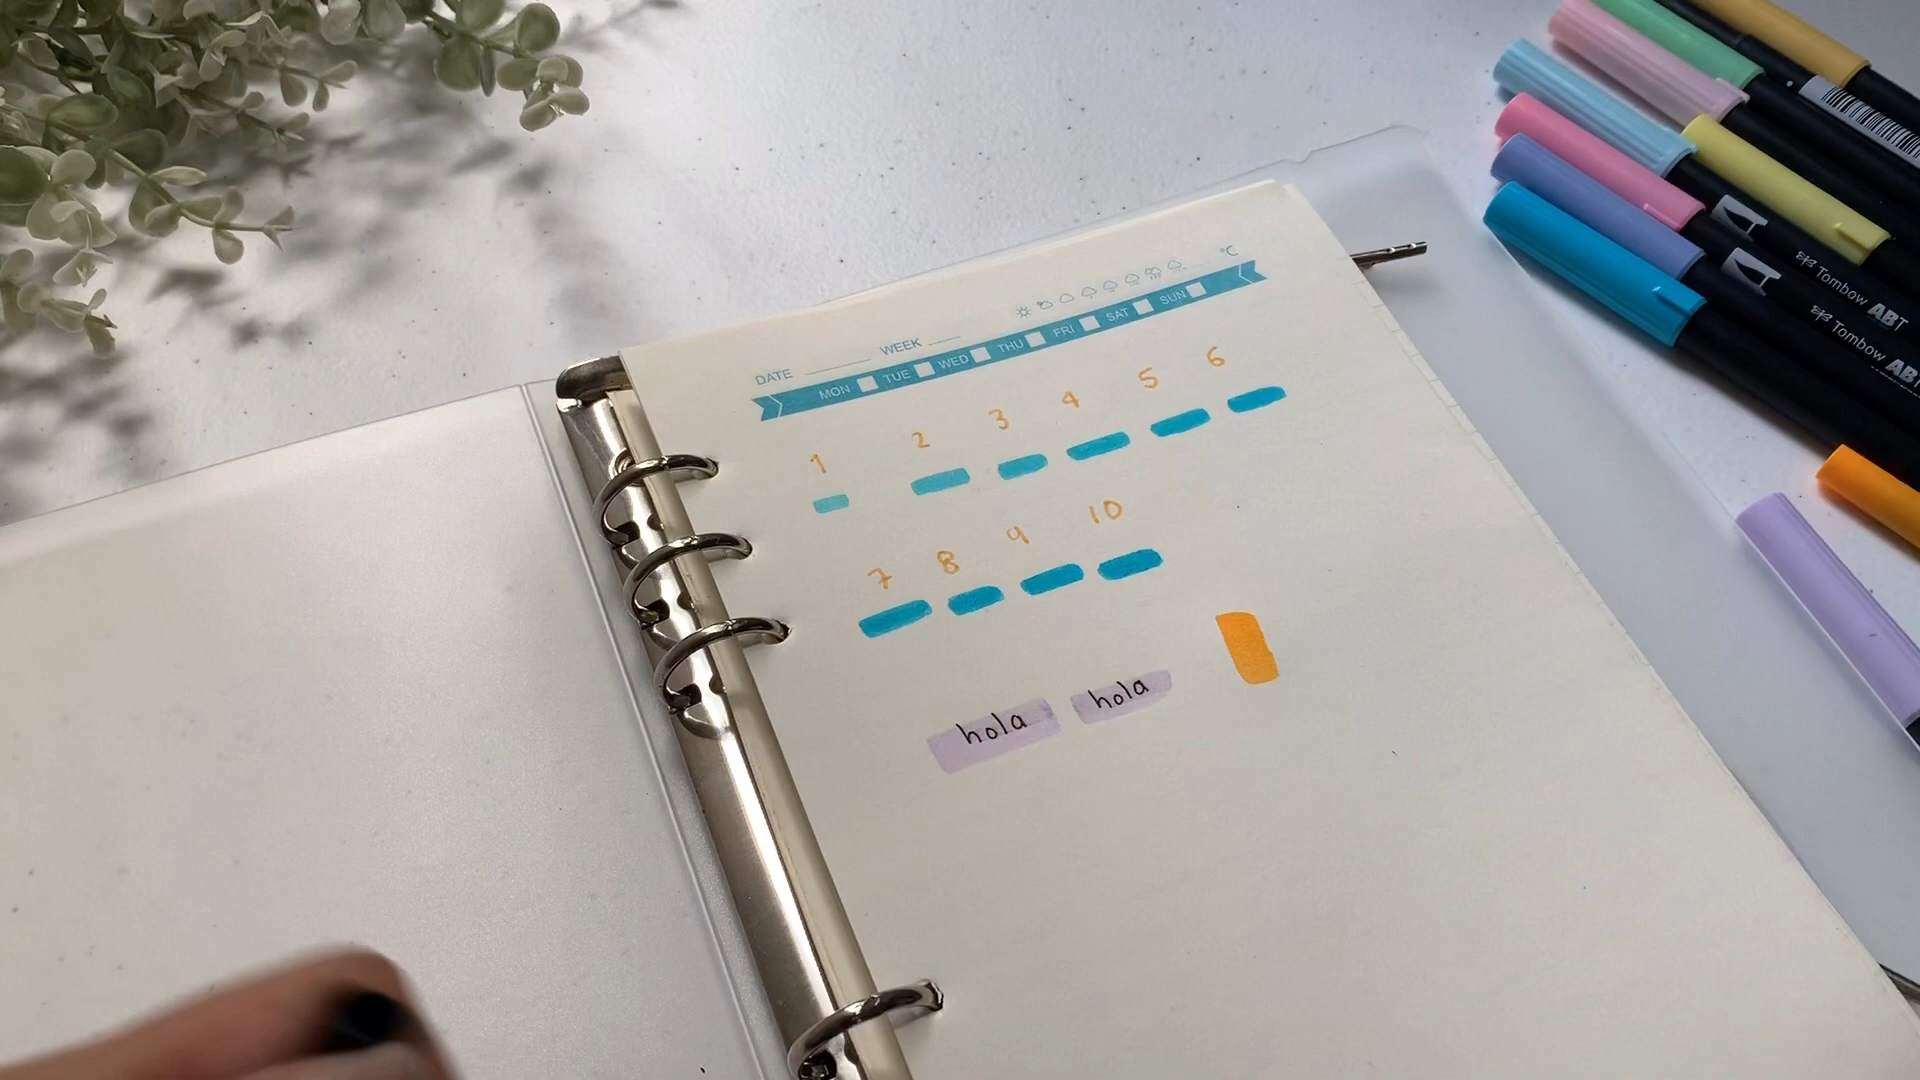 °C
DATE WEEK
MON TUE WED THU FRI SAT SUN
1 2 3 4 5 6
7 8 9 10
hola hola
Tombow ABT
Tombow AB